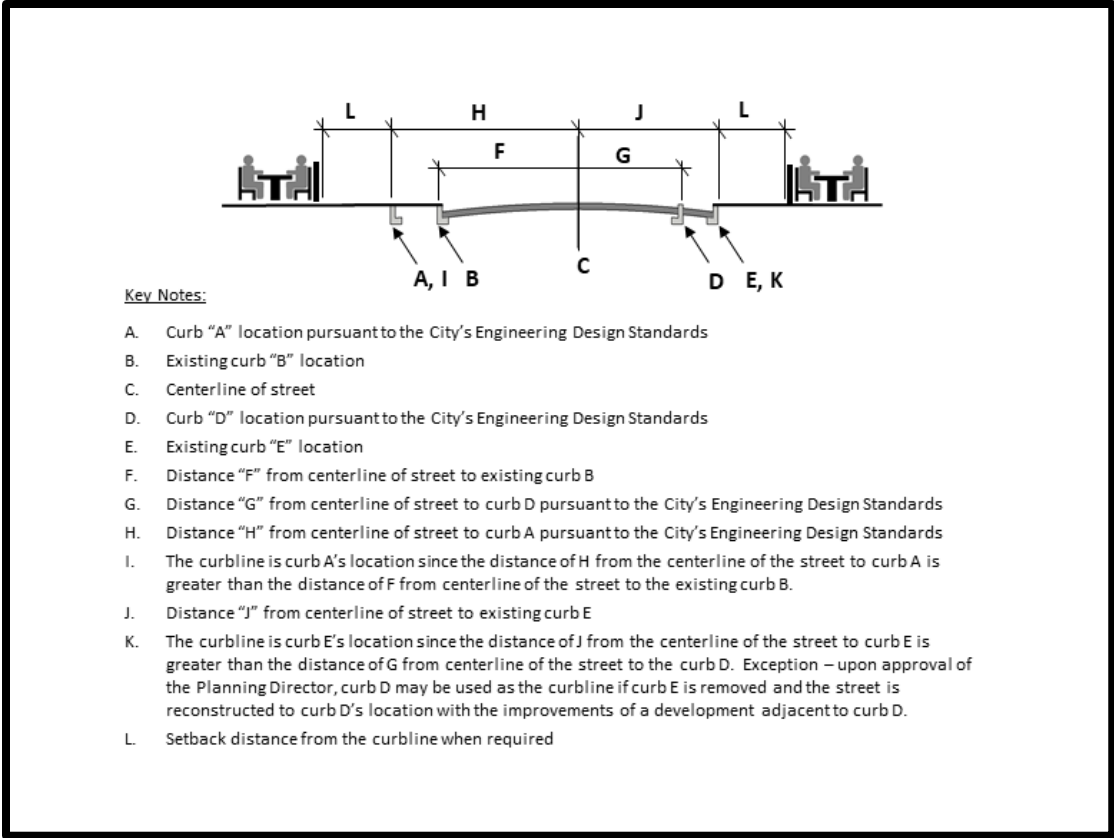 L H J L
F G
A, I B C D E, K
Key Notes:
A. Curb “A” location pursuant to the City’s Engineering Design Standards
B. Existing curb “B” location
C. Centerline of street
D. Curb “D” location pursuant to the City’s Engineering Design Standards
E. Existing curb “E” location
F. Distance “F” from centerline of street to existing curb B
G. Distance “G” from centerline of street to curb D pursuant to the City’s Engineering Design Standards
H. Distance “H” from centerline of street to curb A pursuant to the City’s Engineering Design Standards
I. The curbline is curb A’s location since the distance of H from the centerline of the street to curb A is
greater than the distance of F from centerline of the street to the existing curb B.
J. Distance “J” from centerline of street to existing curb E
K. The curbline is curb E’s location since the distance of J from the centerline of the street to curb E is
greater than the distance of G from centerline of the street to the curb D. Exception – upon approval of
the Planning Director, curb D may be used as the curbline if curb E is removed and the street is
reconstructed to curb D’s location with the improvements of a development adjacent to curb D.
L. Setback distance from the curbline when required